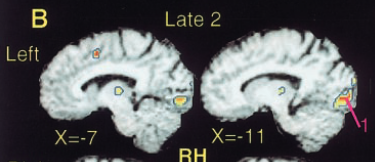 B
Late 2
Left
1
X=-7
X=-11
RH